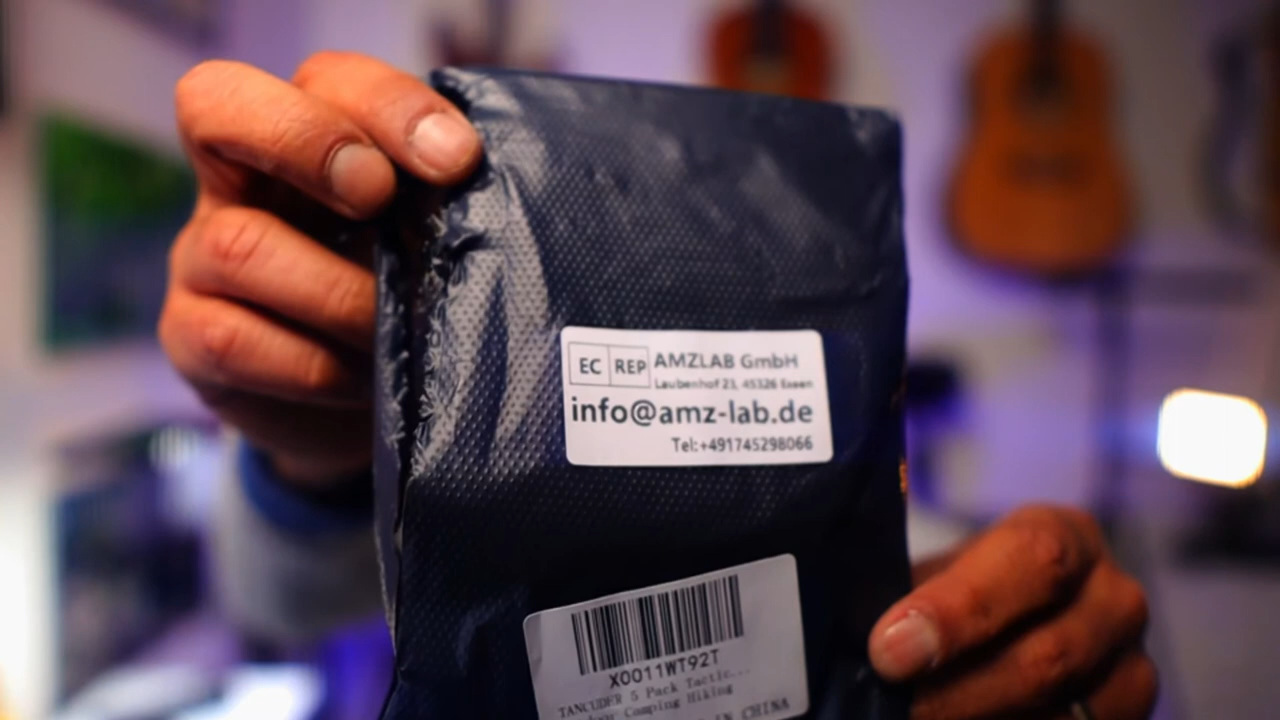 EC REP AMZLAB GmbH
Laubenhof 23, 45326 Essen
info@amz-lab.de
Tel:+491745298066
X0011WT92T
TANCUDER 5 Pack Tactic...
Camping Hiking
IN CHINA